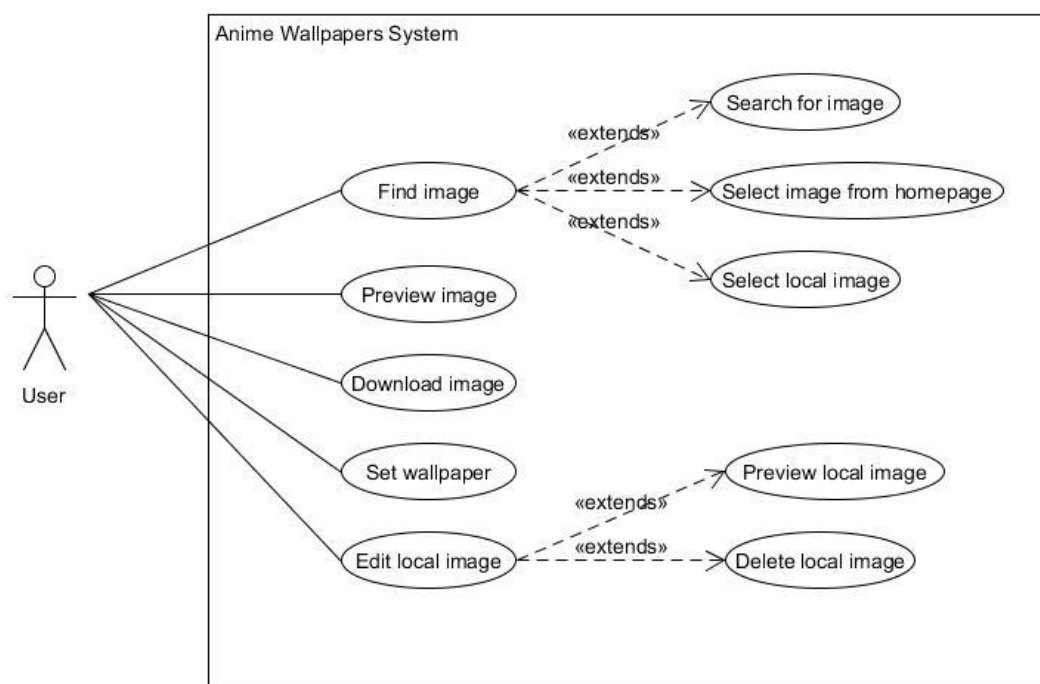 Anime Wallpapers System
Search for image
«extends»
Find image
«extends»
Select image from homepage
«extends»
Select local image
Preview image
Download image
User
Set wallpaper
Preview local image
«extends»
Edit local image
«extends»
Delete local image